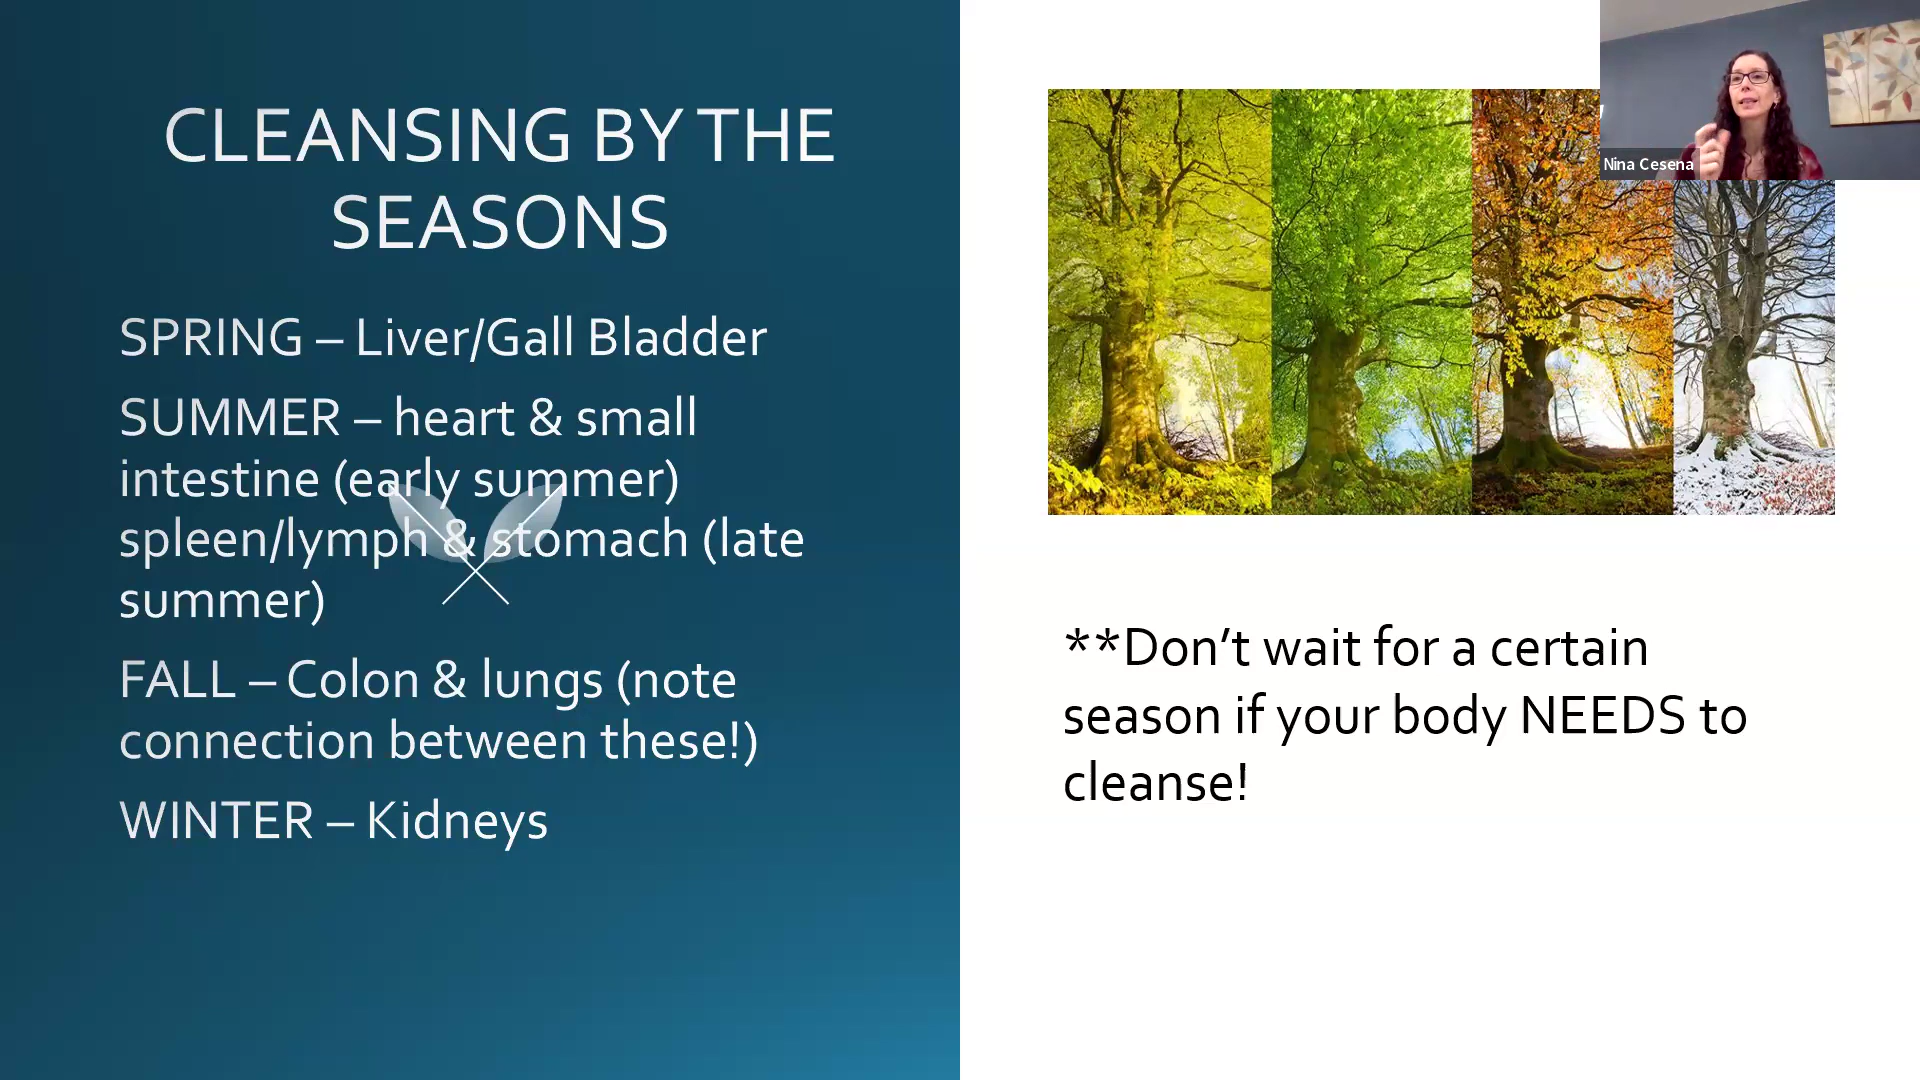 CLEANSING BY THE
SEASONS
SPRING – Liver/Gall Bladder
SUMMER – heart & small
intestine (early summer)
spleen/lymph & stomach (late
summer)
FALL – Colon & lungs (note
connection between these!)
WINTER – Kidneys
Nina Cesena
**Don’t wait for a certain
season if your body NEEDS to
cleanse!